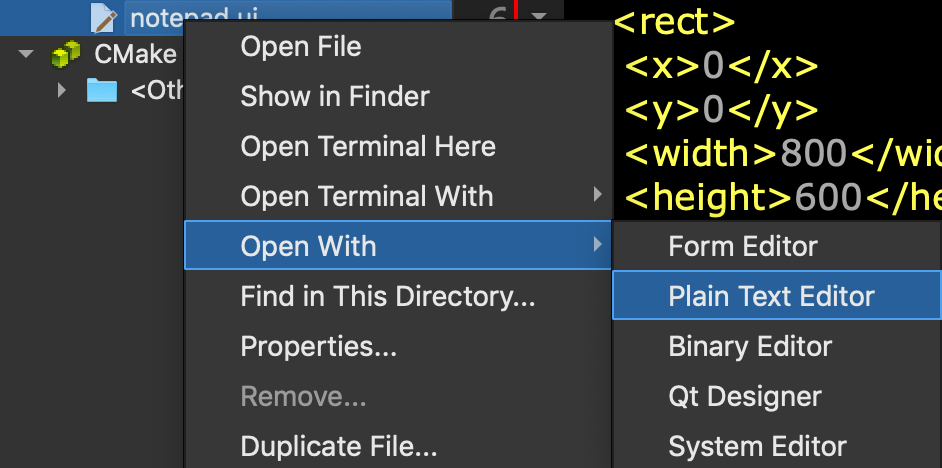 notepad.ui
6
CMake
<Oth
Open File
Show in Finder
Open Terminal Here
Open Terminal With
Open With
Find in This Directory...
Properties...
Remove...
Duplicate File...
Form Editor
Plain Text Editor
Binary Editor
Qt Designer
System Editor
<rect>
<x>0</x>
<y>0</y>
<width>800</wid
<height>600</he